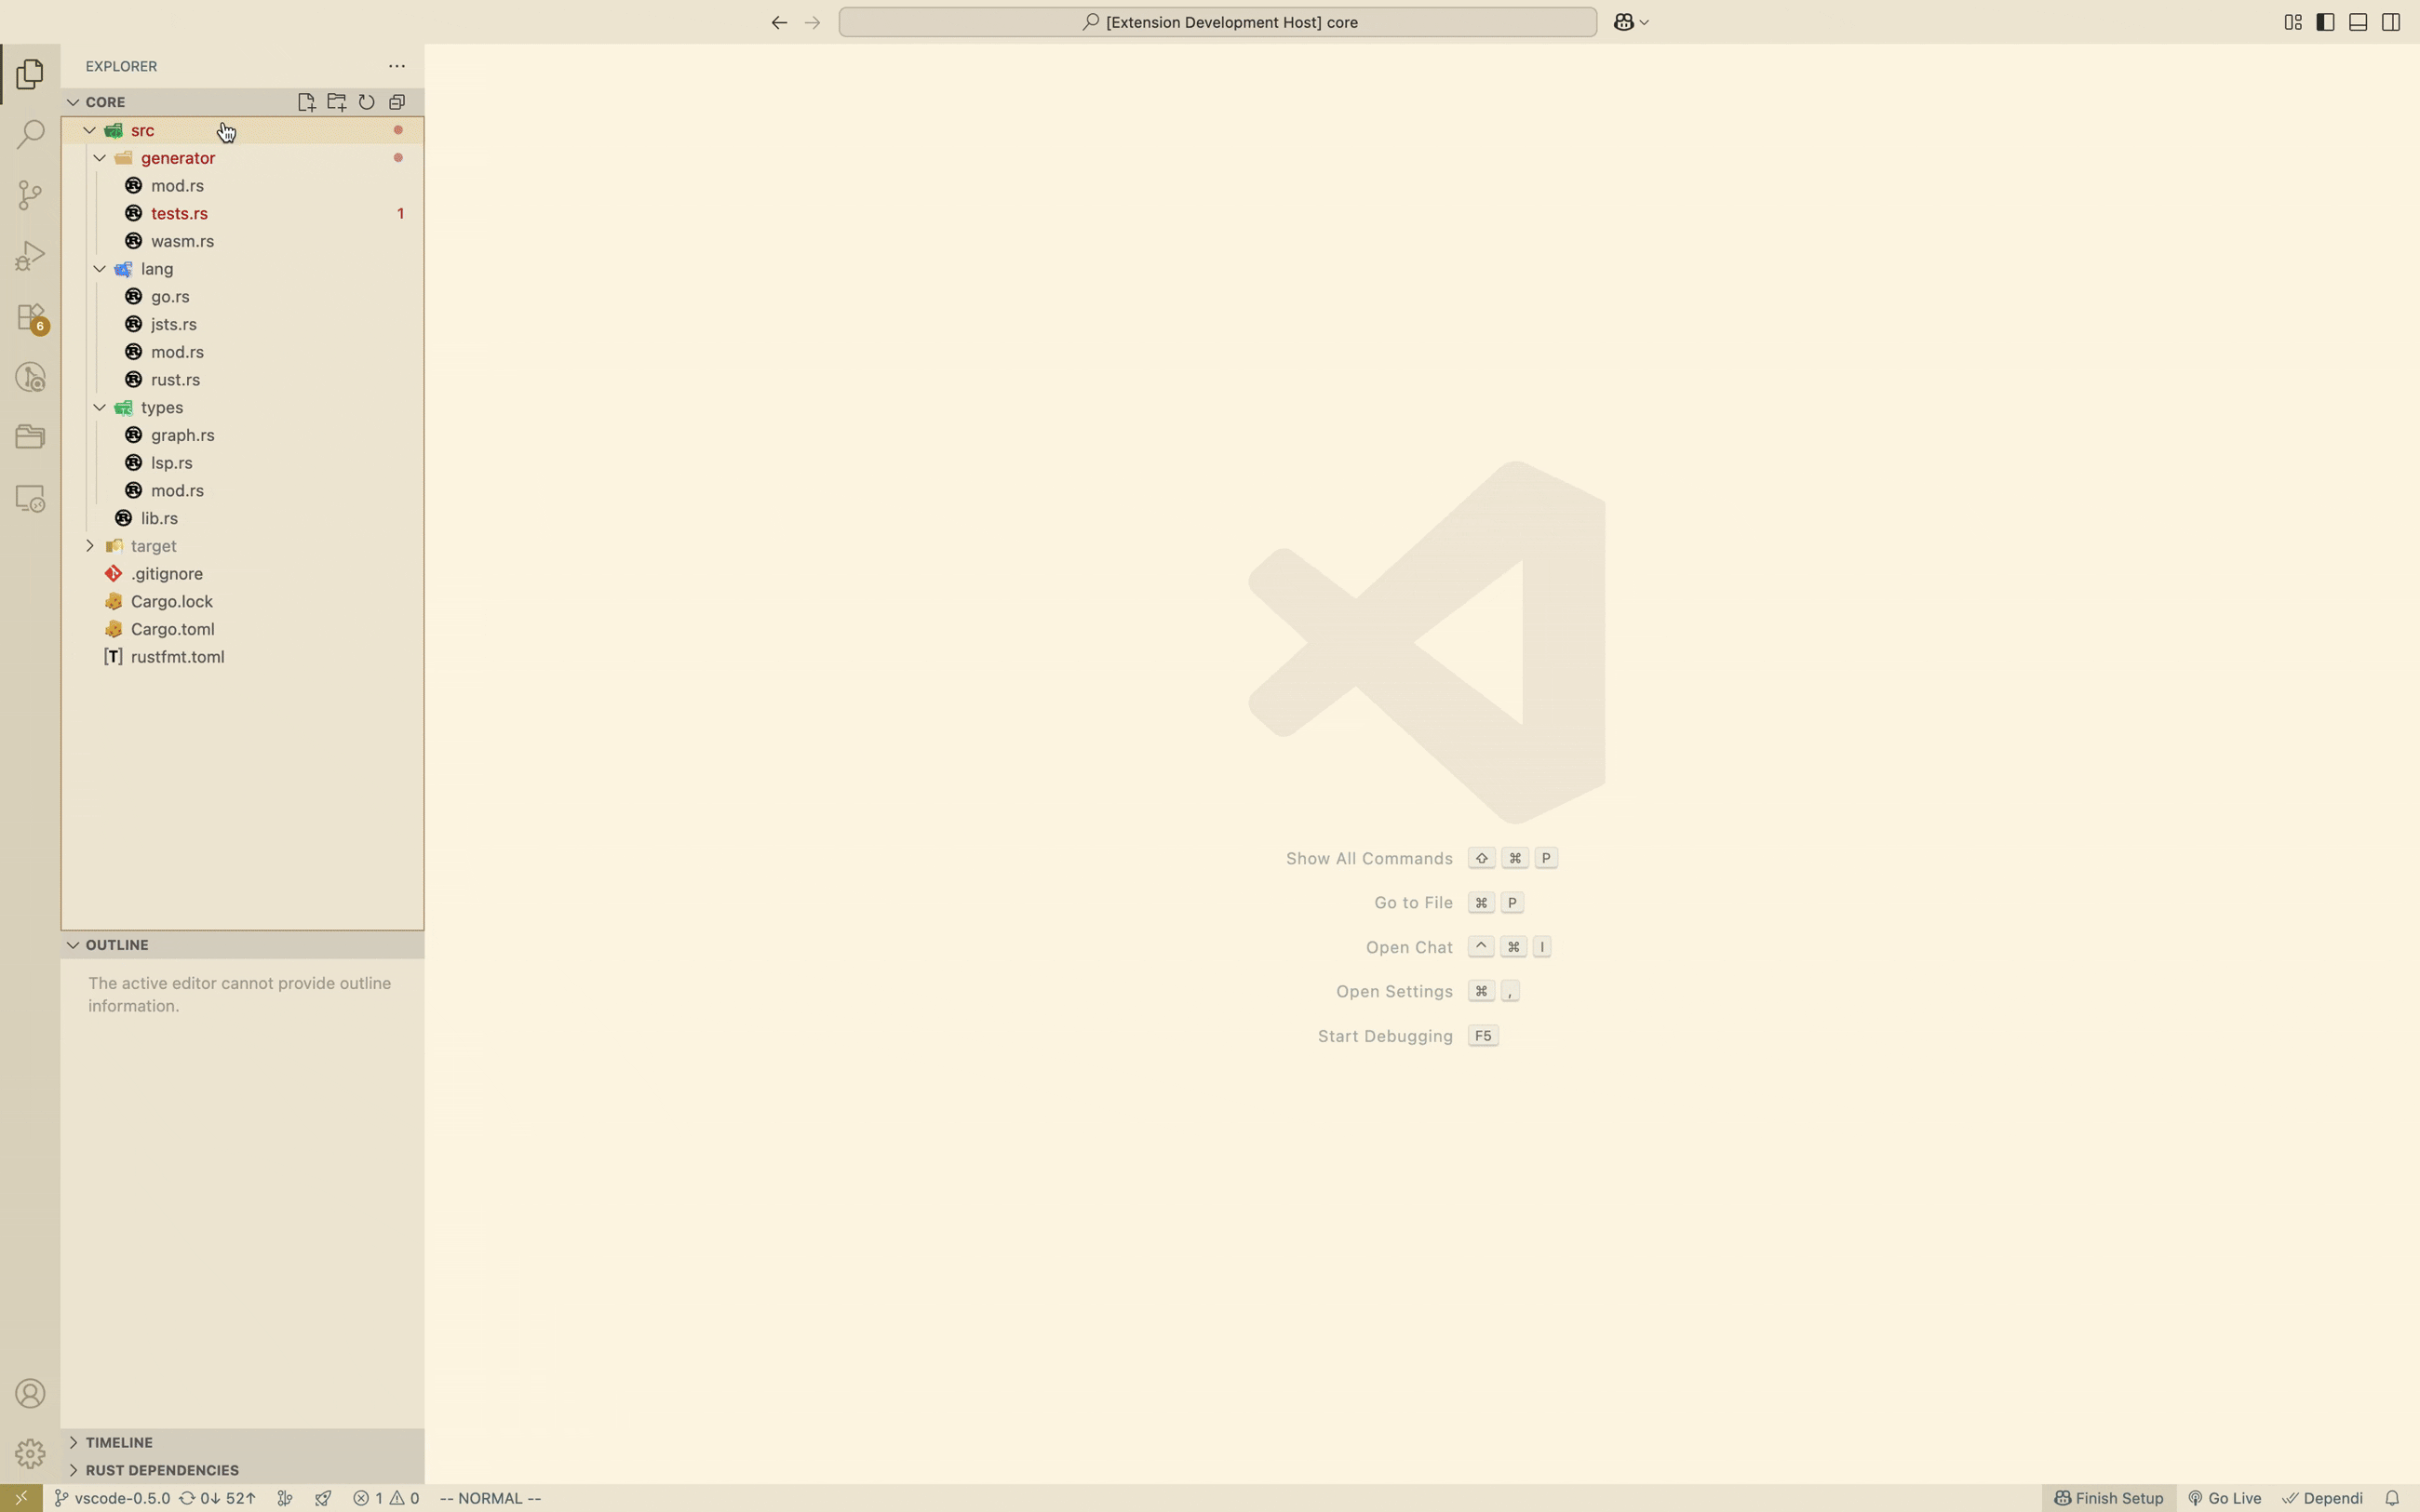 [Extension Development Host] core
EXPLORER
CORE
src
generator
mod.rs
tests.rs 1
wasm.rs
lang
go.rs
jsts.rs
mod.rs
rust.rs
types
graph.rs
lsp.rs
mod.rs
lib.rs
target
.gitignore
Cargo.lock
Cargo.toml
[T] rustfmt.toml
6
OUTLINE
The active editor cannot provide outline
information.
TIMELINE
RUST DEPENDENCIES
Show All Commands ⇧ ⌘ P
Go to File ⌘ P
Open Chat ^ ⌘ I
Open Settings ⌘ ,
Start Debugging F5
vscode-0.5.0 0↓ 52↑ 1 0 -- NORMAL -- Finish Setup Go Live Dependi